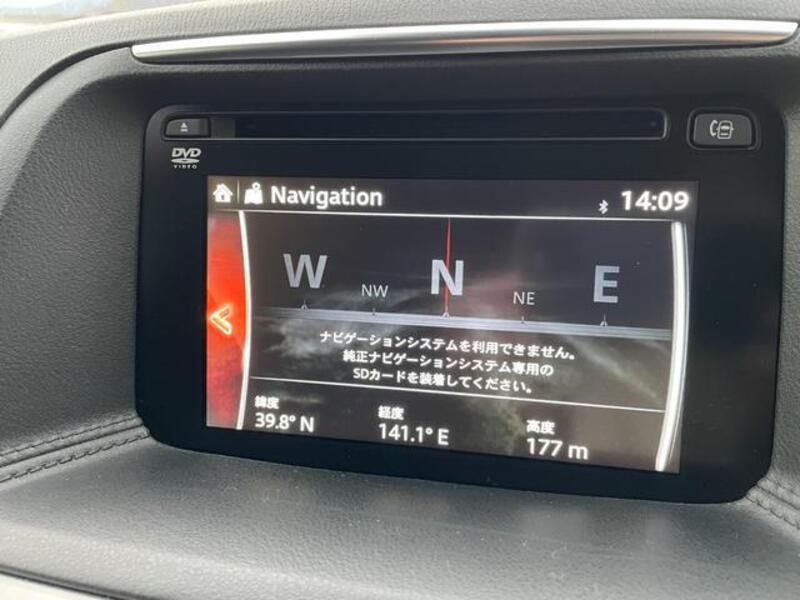 DVD
VIDEO
Navigation
14:09
W
NW
N
NE
E
ナビゲーションシステムを利用できません。
純正ナビゲーションシステム専用の
SDカードを装着してください。
緯度
経度
高度
39.8° N
141.1° E
177 m